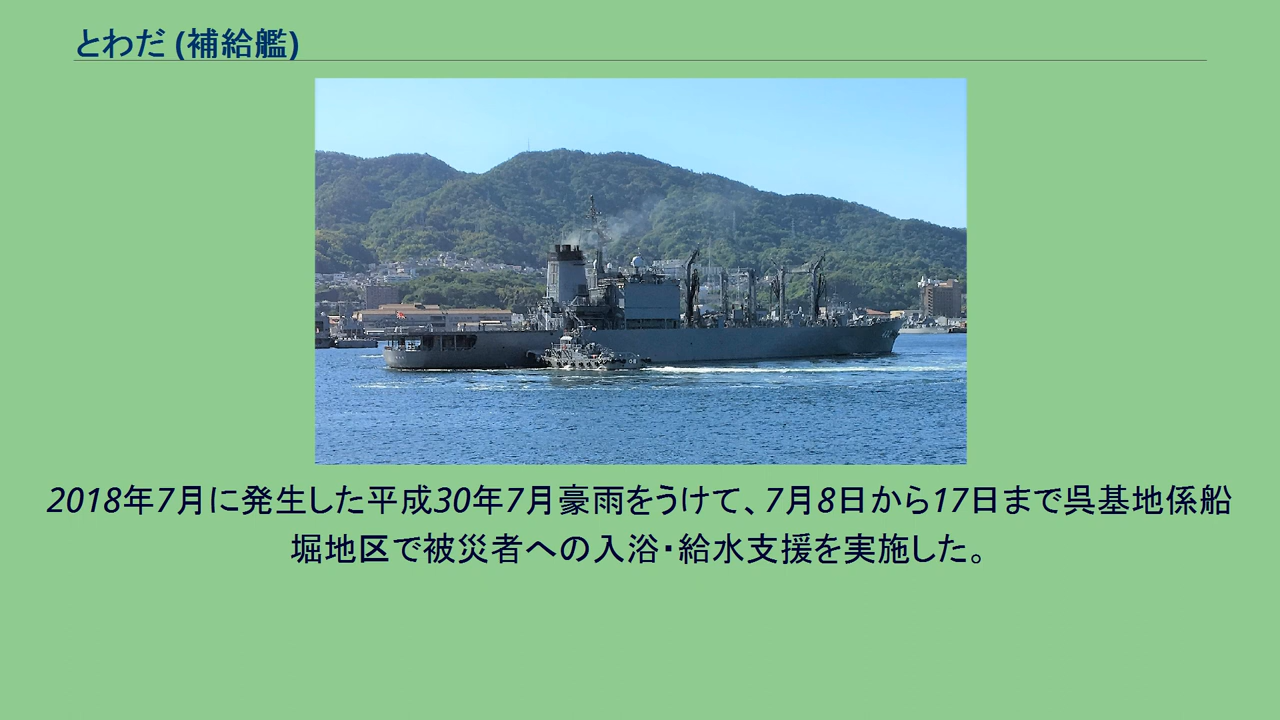 とわだ (補給艦)
2018年7月に発生した平成30年7月豪雨をうけて、7月8日から17日まで呉基地係船
堀地区で被災者への入浴・給水支援を実施した。